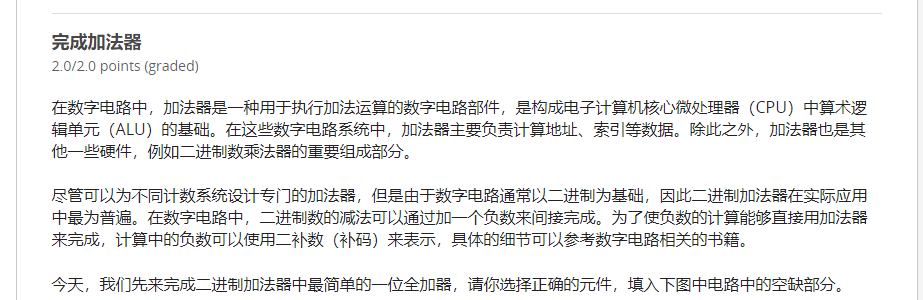 完成加法器
2.0/2.0 points (graded)
在数字电路中，加法器是一种用于执行加法运算的数字电路部件，是构成电子计算机核心微处理器（CPU）中算术逻
辑单元（ALU）的基础。在这些数字电路系统中，加法器主要负责计算地址、索引等数据。除此之外，加法器也是其
他一些硬件，例如二进制数乘法器的重要组成部分。
尽管可以为不同计数系统设计专门的加法器，但是由于数字电路通常以二进制为基础，因此二进制加法器在实际应用
中最为普遍。在数字电路中，二进制数的减法可以通过加一个负数来间接完成。为了使负数的计算能够直接用加法器
来完成，计算中的负数可以使用二补数（补码）来表示，具体的细节可以参考数字电路相关的书籍。
今天，我们先来完成二进制加法器中最简单的一位全加器，请你选择正确的元件，填入下图中电路中的空缺部分。